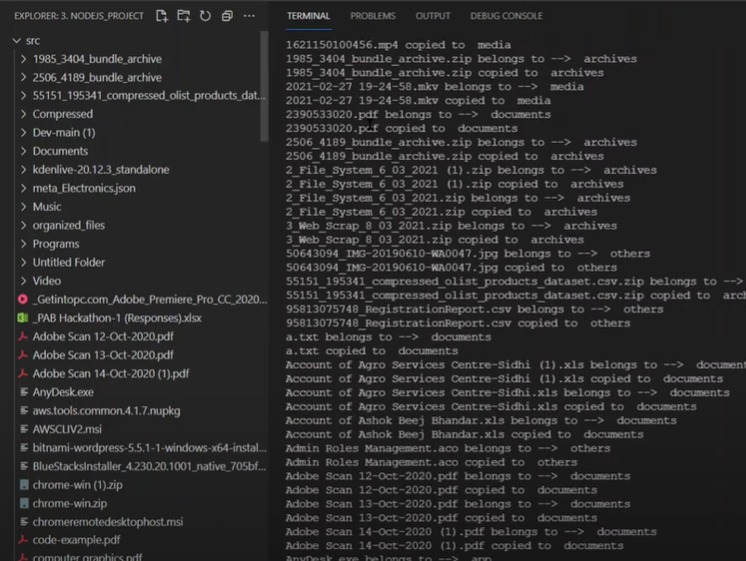 EXPLORER: 3. NODEJS_PROJECT
src
1985_3404_bundle_archive
2506_4189_bundle_archive
55151_195341_compressed_olist_products_dat...
Compressed
Dev-main (1)
Documents
kdenlive-20.12.3_standalone
meta_Electronics.json
Music
organized_files
Programs
Untitled Folder
Video
_Getintopc.com_Adobe_Premiere_Pro_CC_2020...
_PAB Hackathon-1 (Responses).xlsx
Adobe Scan 12-Oct-2020.pdf
Adobe Scan 13-Oct-2020.pdf
Adobe Scan 14-Oct-2020 (1).pdf
AnyDesk.exe
aws.tools.common.4.1.7.nupkg
AWSCLIV2.msi
bitnami-wordpress-5.5.1-1-windows-x64-instal...
BlueStacksInstaller_4.230.20.1001_native_705bf...
chrome-win (1).zip
chrome-win.zip
chromeremotedesktophost.msi
code-example.pdf
computer graphics.pdf
TERMINAL PROBLEMS OUTPUT DEBUG CONSOLE
1621150100456.mp4 copied to media
1985_3404_bundle_archive.zip belongs to --> archives
1985_3404_bundle_archive.zip copied to archives
2021-02-27 19-24-58.mkv belongs to --> media
2021-02-27 19-24-58.mkv copied to media
2390533020.pdf belongs to --> documents
2390533020.pdf copied to documents
2506_4189_bundle_archive.zip belongs to --> archives
2506_4189_bundle_archive.zip copied to archives
2_File_System_6_03_2021 (1).zip belongs to --> archives
2_File_System_6_03_2021 (1).zip copied to archives
2_File_System_6_03_2021.zip belongs to --> archives
2_File_System_6_03_2021.zip copied to archives
3_Web_Scrap_8_03_2021.zip belongs to --> archives
3_Web_Scrap_8_03_2021.zip copied to archives
50643094_IMG-20190610-WA0047.jpg belongs to --> others
50643094_IMG-20190610-WA0047.jpg copied to others
55151_195341_compressed_olist_products_dataset.csv.zip belongs to -->
55151_195341_compressed_olist_products_dataset.csv.zip copied to arch
95813075748_RegistrationReport.csv belongs to --> others
95813075748_RegistrationReport.csv copied to others
a.txt belongs to --> documents
a.txt copied to documents
Account of Agro Services Centre-Sidhi (1).xls belongs to --> document
Account of Agro Services Centre-Sidhi (1).xls copied to documents
Account of Agro Services Centre-Sidhi.xls belongs to --> documents
Account of Agro Services Centre-Sidhi.xls copied to documents
Account of Ashok Beej Bhandar.xls belongs to --> documents
Account of Ashok Beej Bhandar.xls copied to documents
Admin Roles Management.aco belongs to --> others
Admin Roles Management.aco copied to others
Adobe Scan 12-Oct-2020.pdf belongs to --> documents
Adobe Scan 12-Oct-2020.pdf copied to documents
Adobe Scan 13-Oct-2020.pdf belongs to --> documents
Adobe Scan 13-Oct-2020.pdf copied to documents
Adobe Scan 14-Oct-2020 (1).pdf belongs to --> documents
Adobe Scan 14-Oct-2020 (1).pdf copied to documents
AnyDesk.exe belongs to --> app